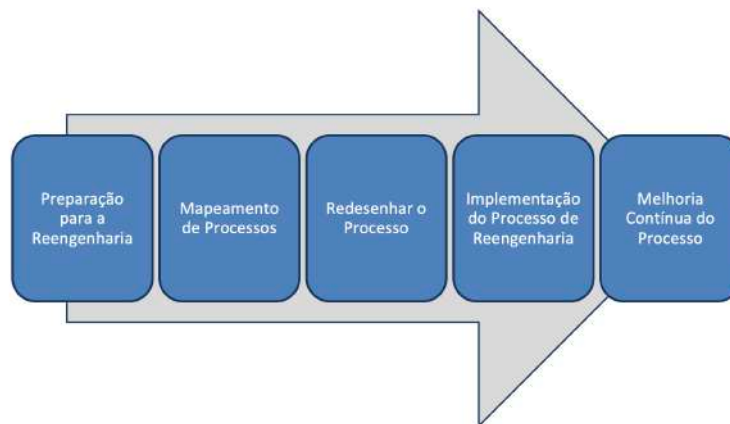 Preparação
para a
Reengenharia
Mapeamento
de Processos
Redesenhar o
Processo
Implementação
do Processo de
Reengenharia
Melhoria
Contínua do
Processo